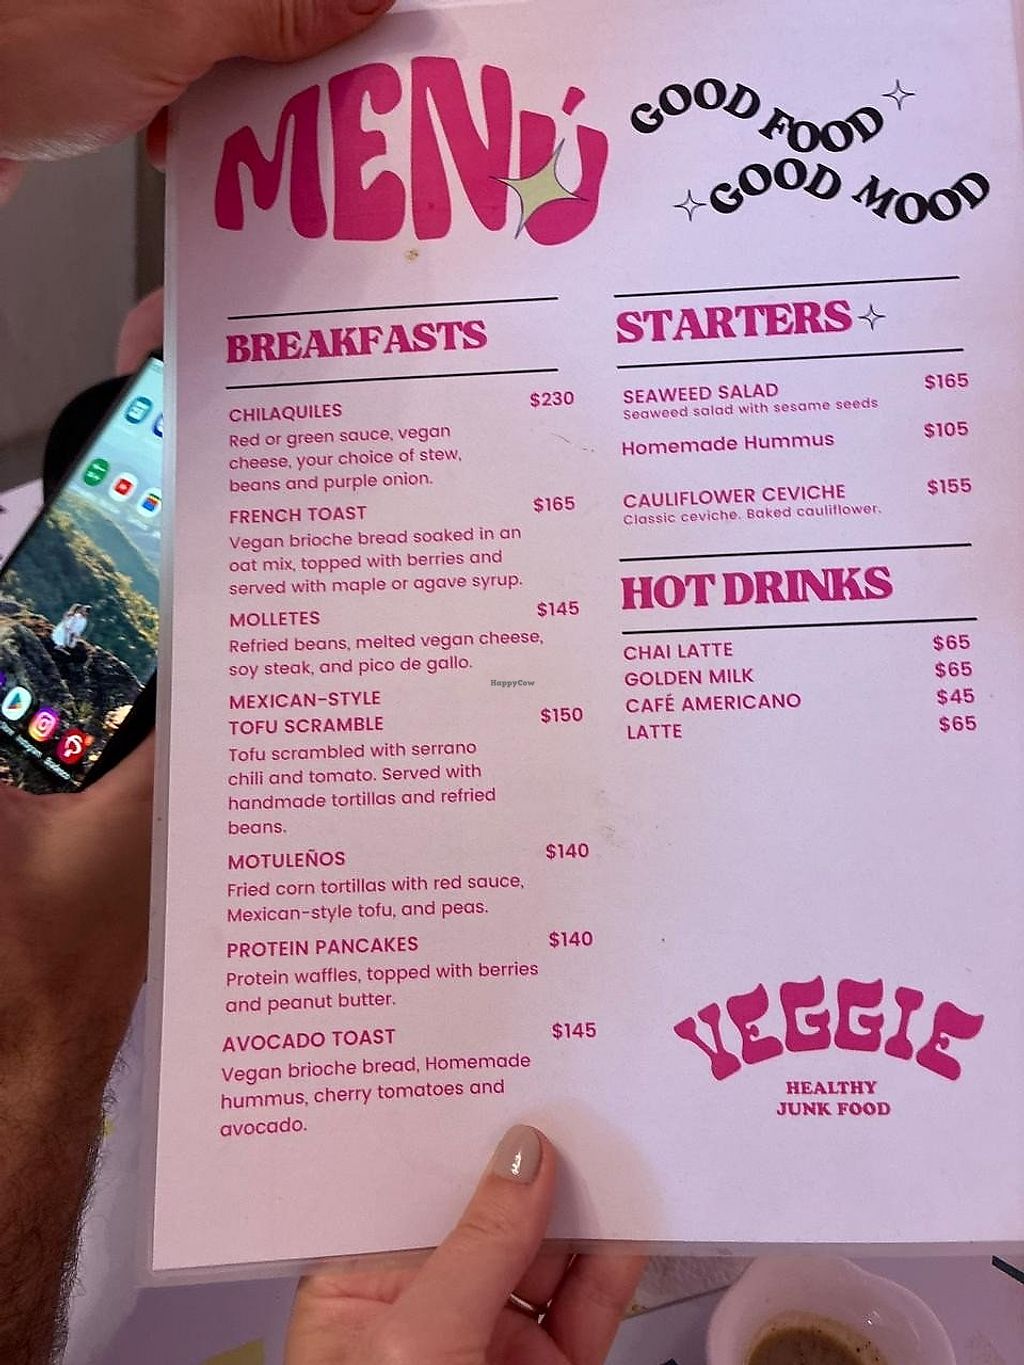 MENÚ
GOOD FOOD
GOOD MOOD
BREAKFASTS
CHILAQUILES $230
Red or green sauce, vegan
cheese, your choice of stew,
beans and purple onion.
FRENCH TOAST $165
Vegan brioche bread soaked in an
oat mix, topped with berries and
served with maple or agave syrup.
MOLLETES $145
Refried beans, melted vegan cheese,
soy steak, and pico de gallo.
MEXICAN-STYLE
TOFU SCRAMBLE $150
Tofu scrambled with serrano
chili and tomato. Served with
handmade tortillas and refried
beans.
MOTULEÑOS $140
Fried corn tortillas with red sauce,
Mexican-style tofu, and peas.
PROTEIN PANCAKES $140
Protein waffles, topped with berries
and peanut butter.
AVOCADO TOAST $145
Vegan brioche bread, Homemade
hummus, cherry tomatoes and
avocado.
STARTERS
SEAWEED SALAD $165
Seaweed salad with sesame seeds
Homemade Hummus $105
CAULIFLOWER CEVICHE $155
Classic ceviche. Baked cauliflower.
HOT DRINKS
CHAI LATTE $65
GOLDEN MILK $65
CAFÉ AMERICANO $45
LATTE $65
VEGGIE
HEALTHY
JUNK FOOD
HappyCow